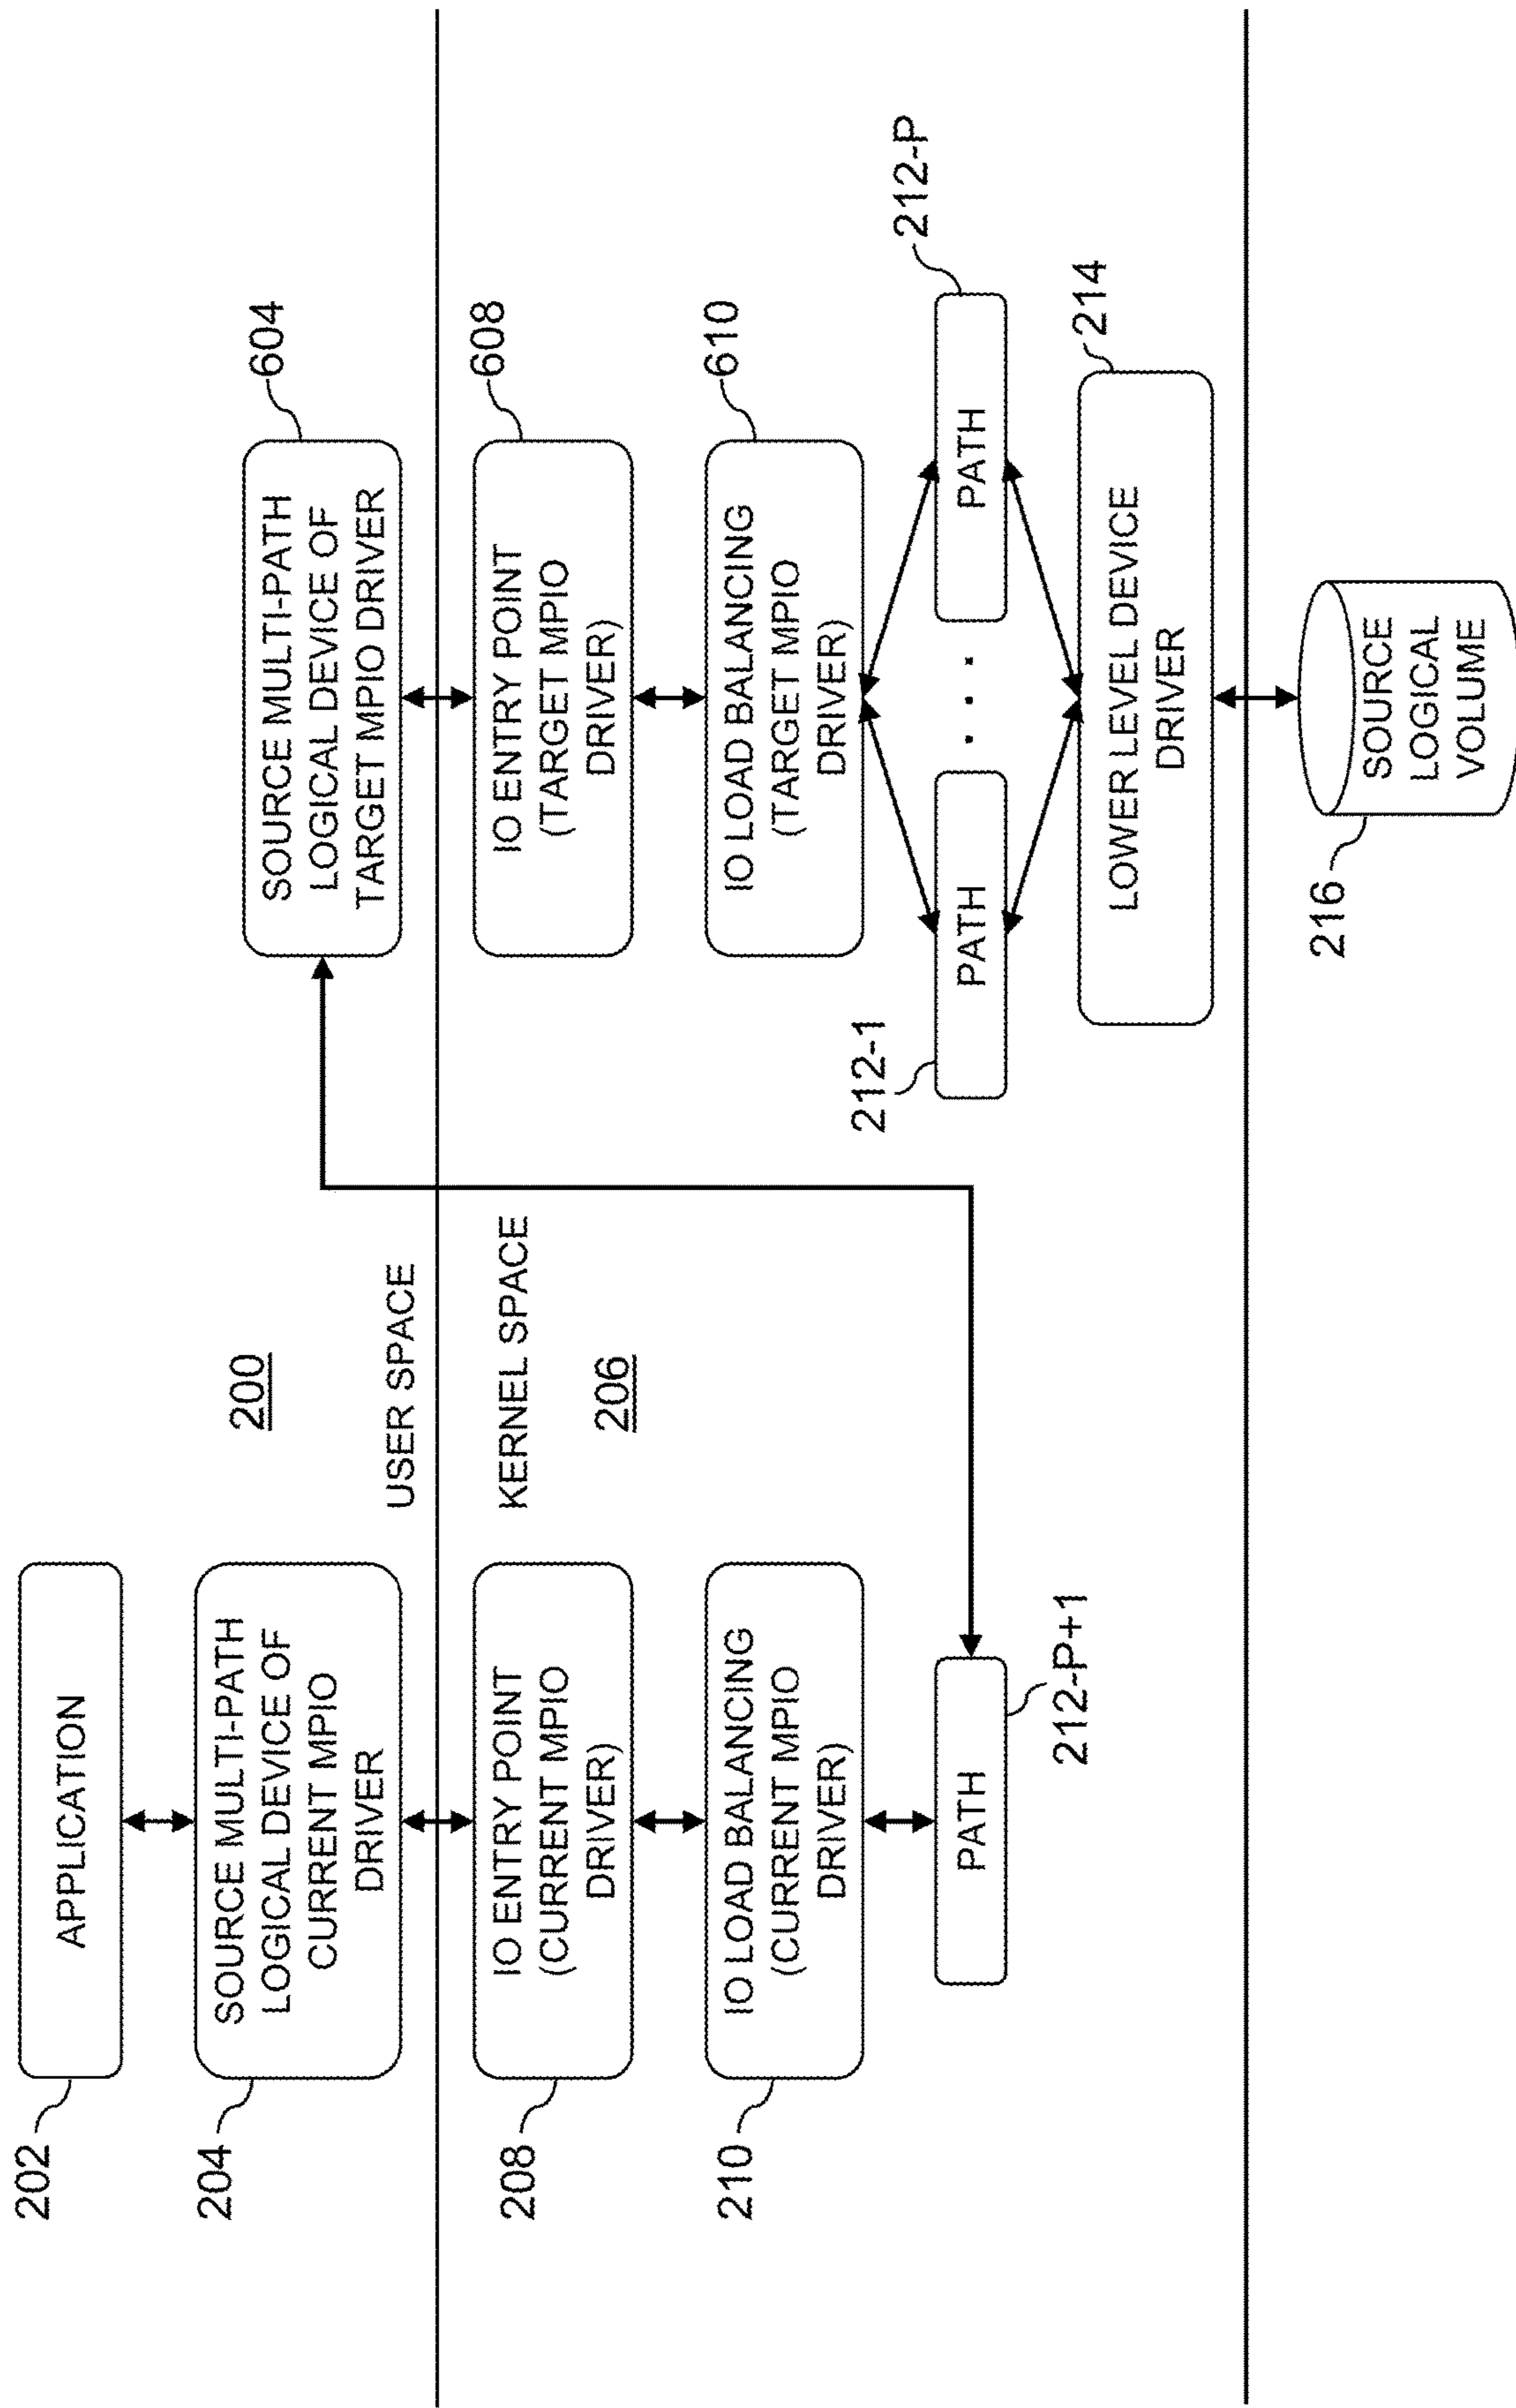 202
APPLICATION
204
SOURCE MULTI-PATH
LOGICAL DEVICE OF
CURRENT MPIO
DRIVER
200
SOURCE MULTI-PATH
LOGICAL DEVICE OF
TARGET MPIO DRIVER
604
USER SPACE
KERNEL SPACE
206
208
IO ENTRY POINT
(CURRENT MPIO
DRIVER)
IO ENTRY POINT
(TARGET MPIO
DRIVER)
608
210
IO LOAD BALANCING
(CURRENT MPIO
DRIVER)
IO LOAD BALANCING
(TARGET MPIO
DRIVER)
610
PATH
212-P+1
212-1
PATH
. . .
PATH
212-P
LOWER LEVEL DEVICE
DRIVER
214
216
SOURCE
LOGICAL
VOLUME